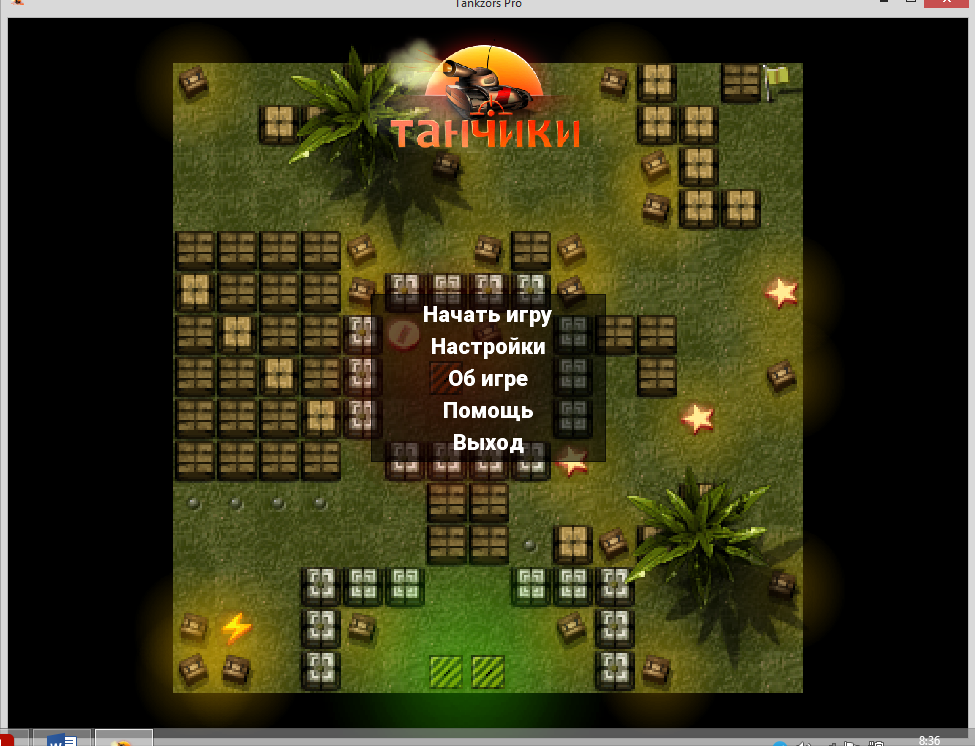 Tankzors Pro
танчики
Начать игру
Настройки
Об игре
Помощь
Выход
8:36